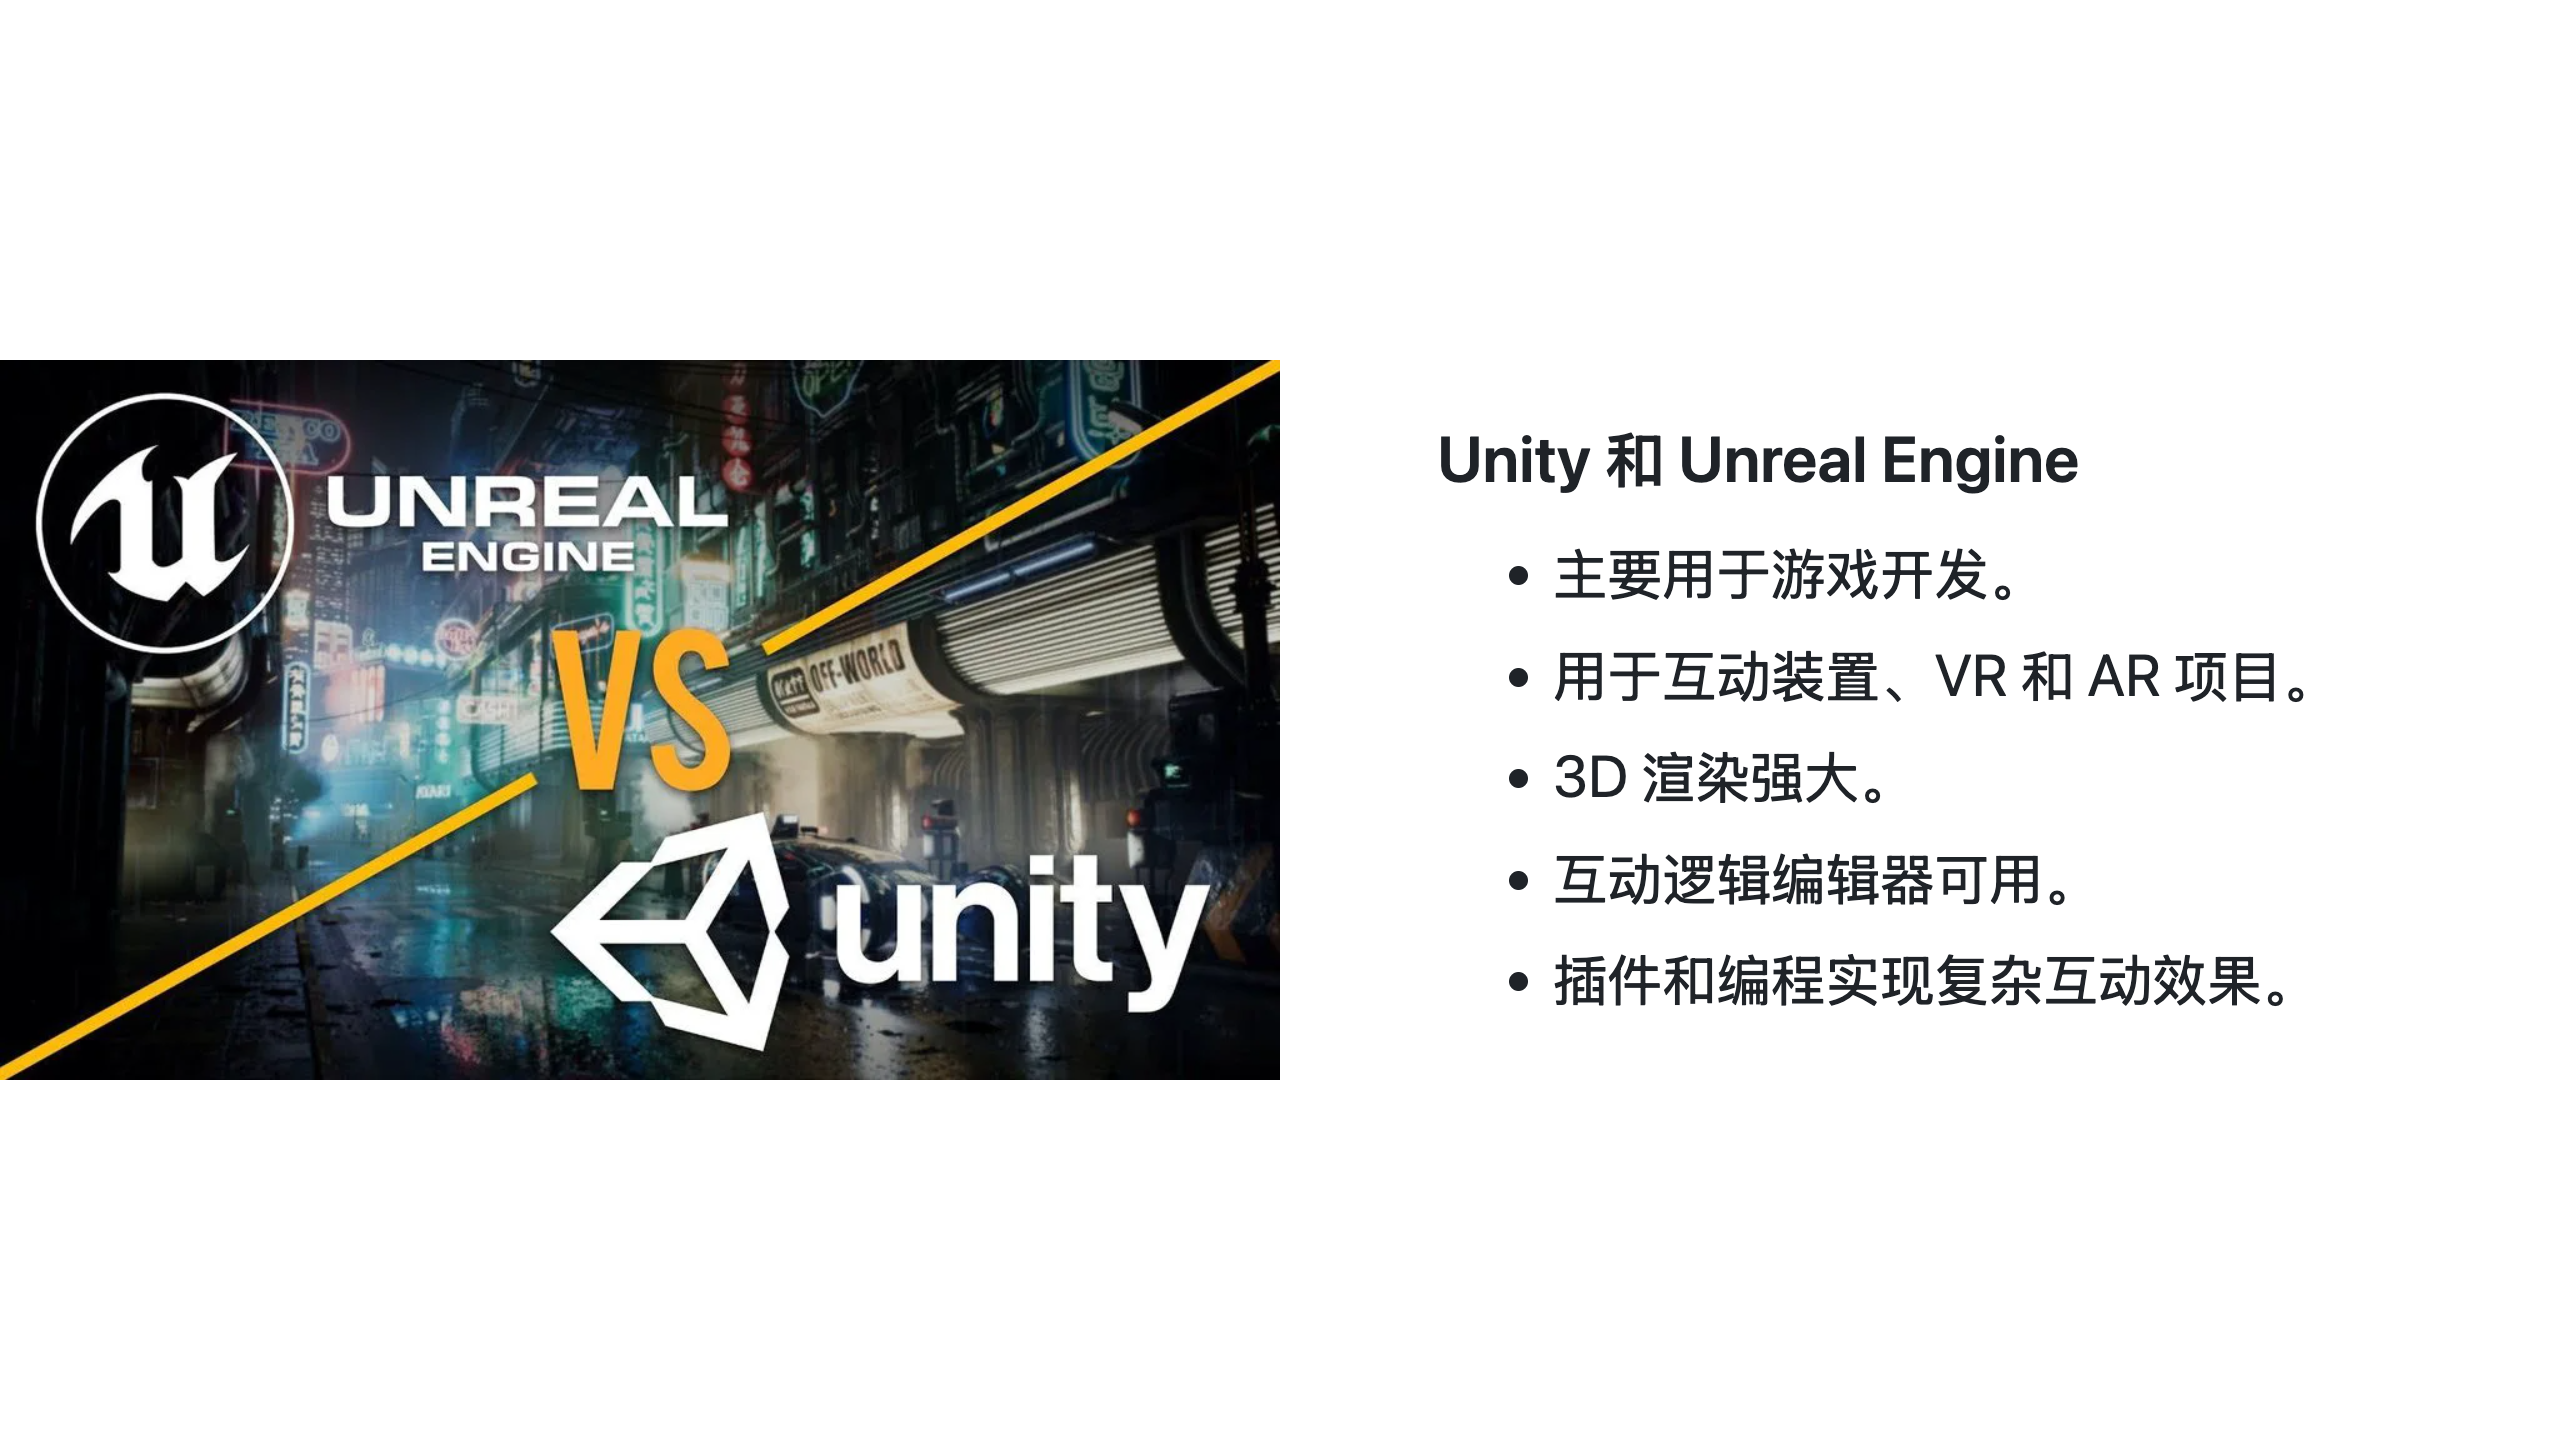 UNREAL
ENGINE
VS
unity
OFF-WORLD
Unity 和 Unreal Engine
主要用于游戏开发。
用于互动装置、VR 和 AR 项目。
3D 渲染强大。
互动逻辑编辑器可用。
插件和编程实现复杂互动效果。